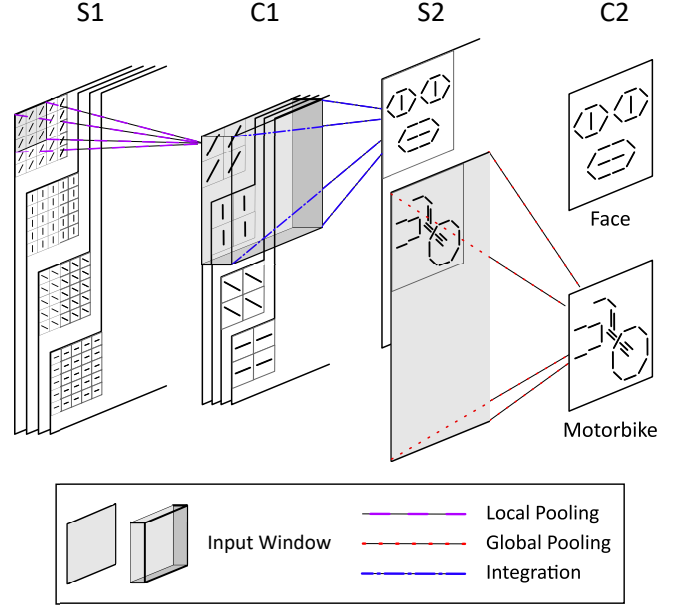 S1 C1 S2 C2
Face
Motorbike
Input Window
Local Pooling
Global Pooling
Integration